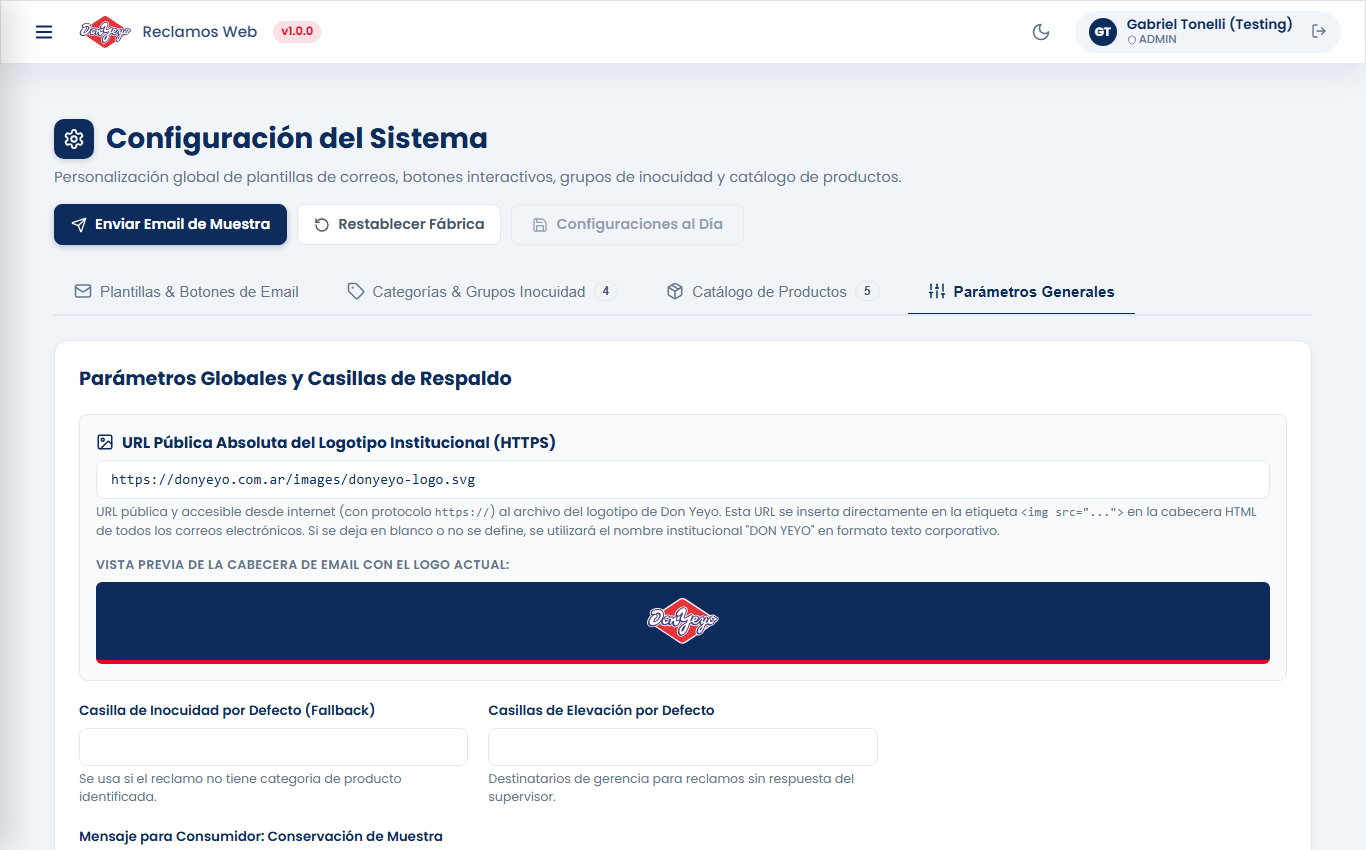 Don Yeyo
Reclamos Web
v1.0.0
GT
Gabriel Tonelli (Testing)
ADMIN
Configuración del Sistema
Personalización global de plantillas de correos, botones interactivos, grupos de inocuidad y catálogo de productos.
Enviar Email de Muestra
Restablecer Fábrica
Configuraciones al Día
Plantillas & Botones de Email
Categorías & Grupos Inocuidad 4
Catálogo de Productos 5
Parámetros Generales
Parámetros Globales y Casillas de Respaldo
URL Pública Absoluta del Logotipo Institucional (HTTPS)
https://donyeyo.com.ar/images/donyeyo-logo.svg
URL pública y accesible desde internet (con protocolo https://) al archivo del logotipo de Don Yeyo. Esta URL se inserta directamente en la etiqueta <img src="..."> en la cabecera HTML
de todos los correos electrónicos. Si se deja en blanco o no se define, se utilizará el nombre institucional "DON YEYO" en formato texto corporativo.
VISTA PREVIA DE LA CABECERA DE EMAIL CON EL LOGO ACTUAL:
Don Yeyo
Casilla de Inocuidad por Defecto (Fallback)
Se usa si el reclamo no tiene categoría de producto
identificada.
Casillas de Elevación por Defecto
Destinatarios de gerencia para reclamos sin respuesta del
supervisor.
Mensaje para Consumidor: Conservación de Muestra